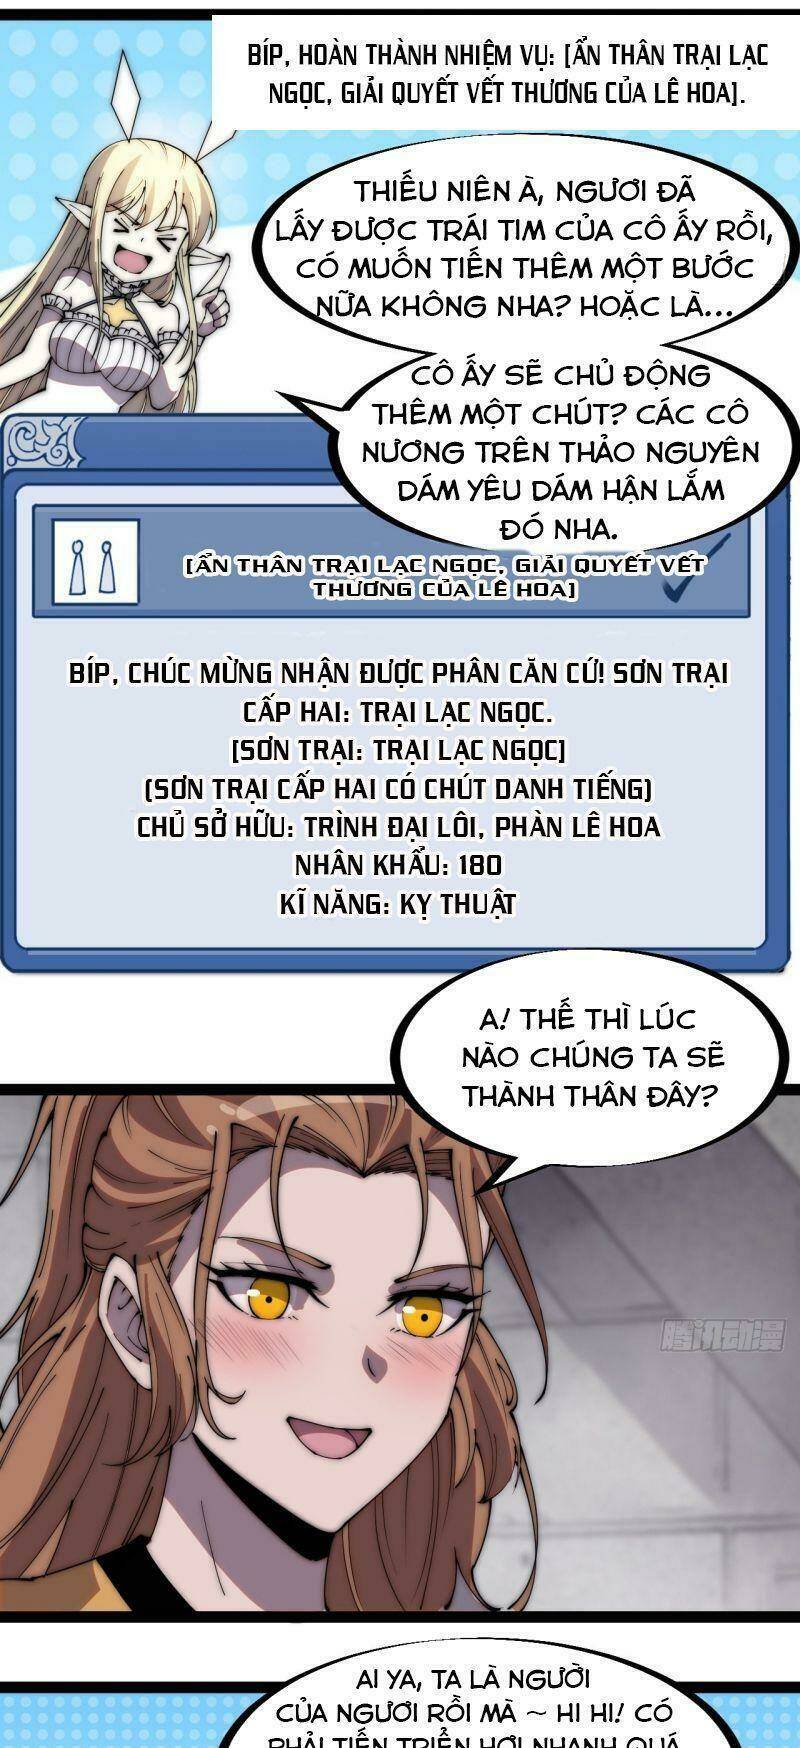 BÍP, HOÀN THÀNH NHIỆM VỤ: [ẨN THÂN TRẠI LẠC
NGỌC, GIẢI QUYẾT VẾT THƯƠNG CỦA LÊ HOA].
THIẾU NIÊN À, NGƯƠI ĐÃ
LẤY ĐƯỢC TRÁI TIM CỦA CÔ ẤY RỒI,
CÓ MUỐN TIẾN THÊM MỘT BƯỚC
NỮA KHÔNG NHA? HOẶC LÀ...
CÔ ẤY SẼ CHỦ ĐỘNG
THÊM MỘT CHÚT? CÁC CÔ
NƯƠNG TRÊN THẢO NGUYÊN
DÁM YÊU DÁM HẬN LẮM
ĐÓ NHA.
[ẨN THÂN TRẠI LẠC NGỌC, GIẢI QUYẾT VẾT
THƯƠNG CỦA LÊ HOA]
BÍP, CHÚC MỪNG NHẬN ĐƯỢC PHÂN CĂN CỨ! SƠN TRẠI
CẤP HAI: TRẠI LẠC NGỌC.
[SƠN TRẠI: TRẠI LẠC NGỌC]
(SƠN TRẠI CẤP HAI CÓ CHÚT DANH TIẾNG)
CHỦ SỞ HỮU: TRÌNH ĐẠI LÔI, PHÀN LÊ HOA
NHÂN KHẨU: 180
KĨ NĂNG: KỴ THUẬT
A! THẾ THÌ LÚC
NÀO CHÚNG TA SẼ
THÀNH THÂN ĐÂY?
腾讯动漫
AI YA, TA LÀ NGƯỜI
CỦA NGƯƠI RỒI MÀ ~ HI HI! CÓ
PHẢI TIẾN TRIỂN HƠI NHANH QUÁ